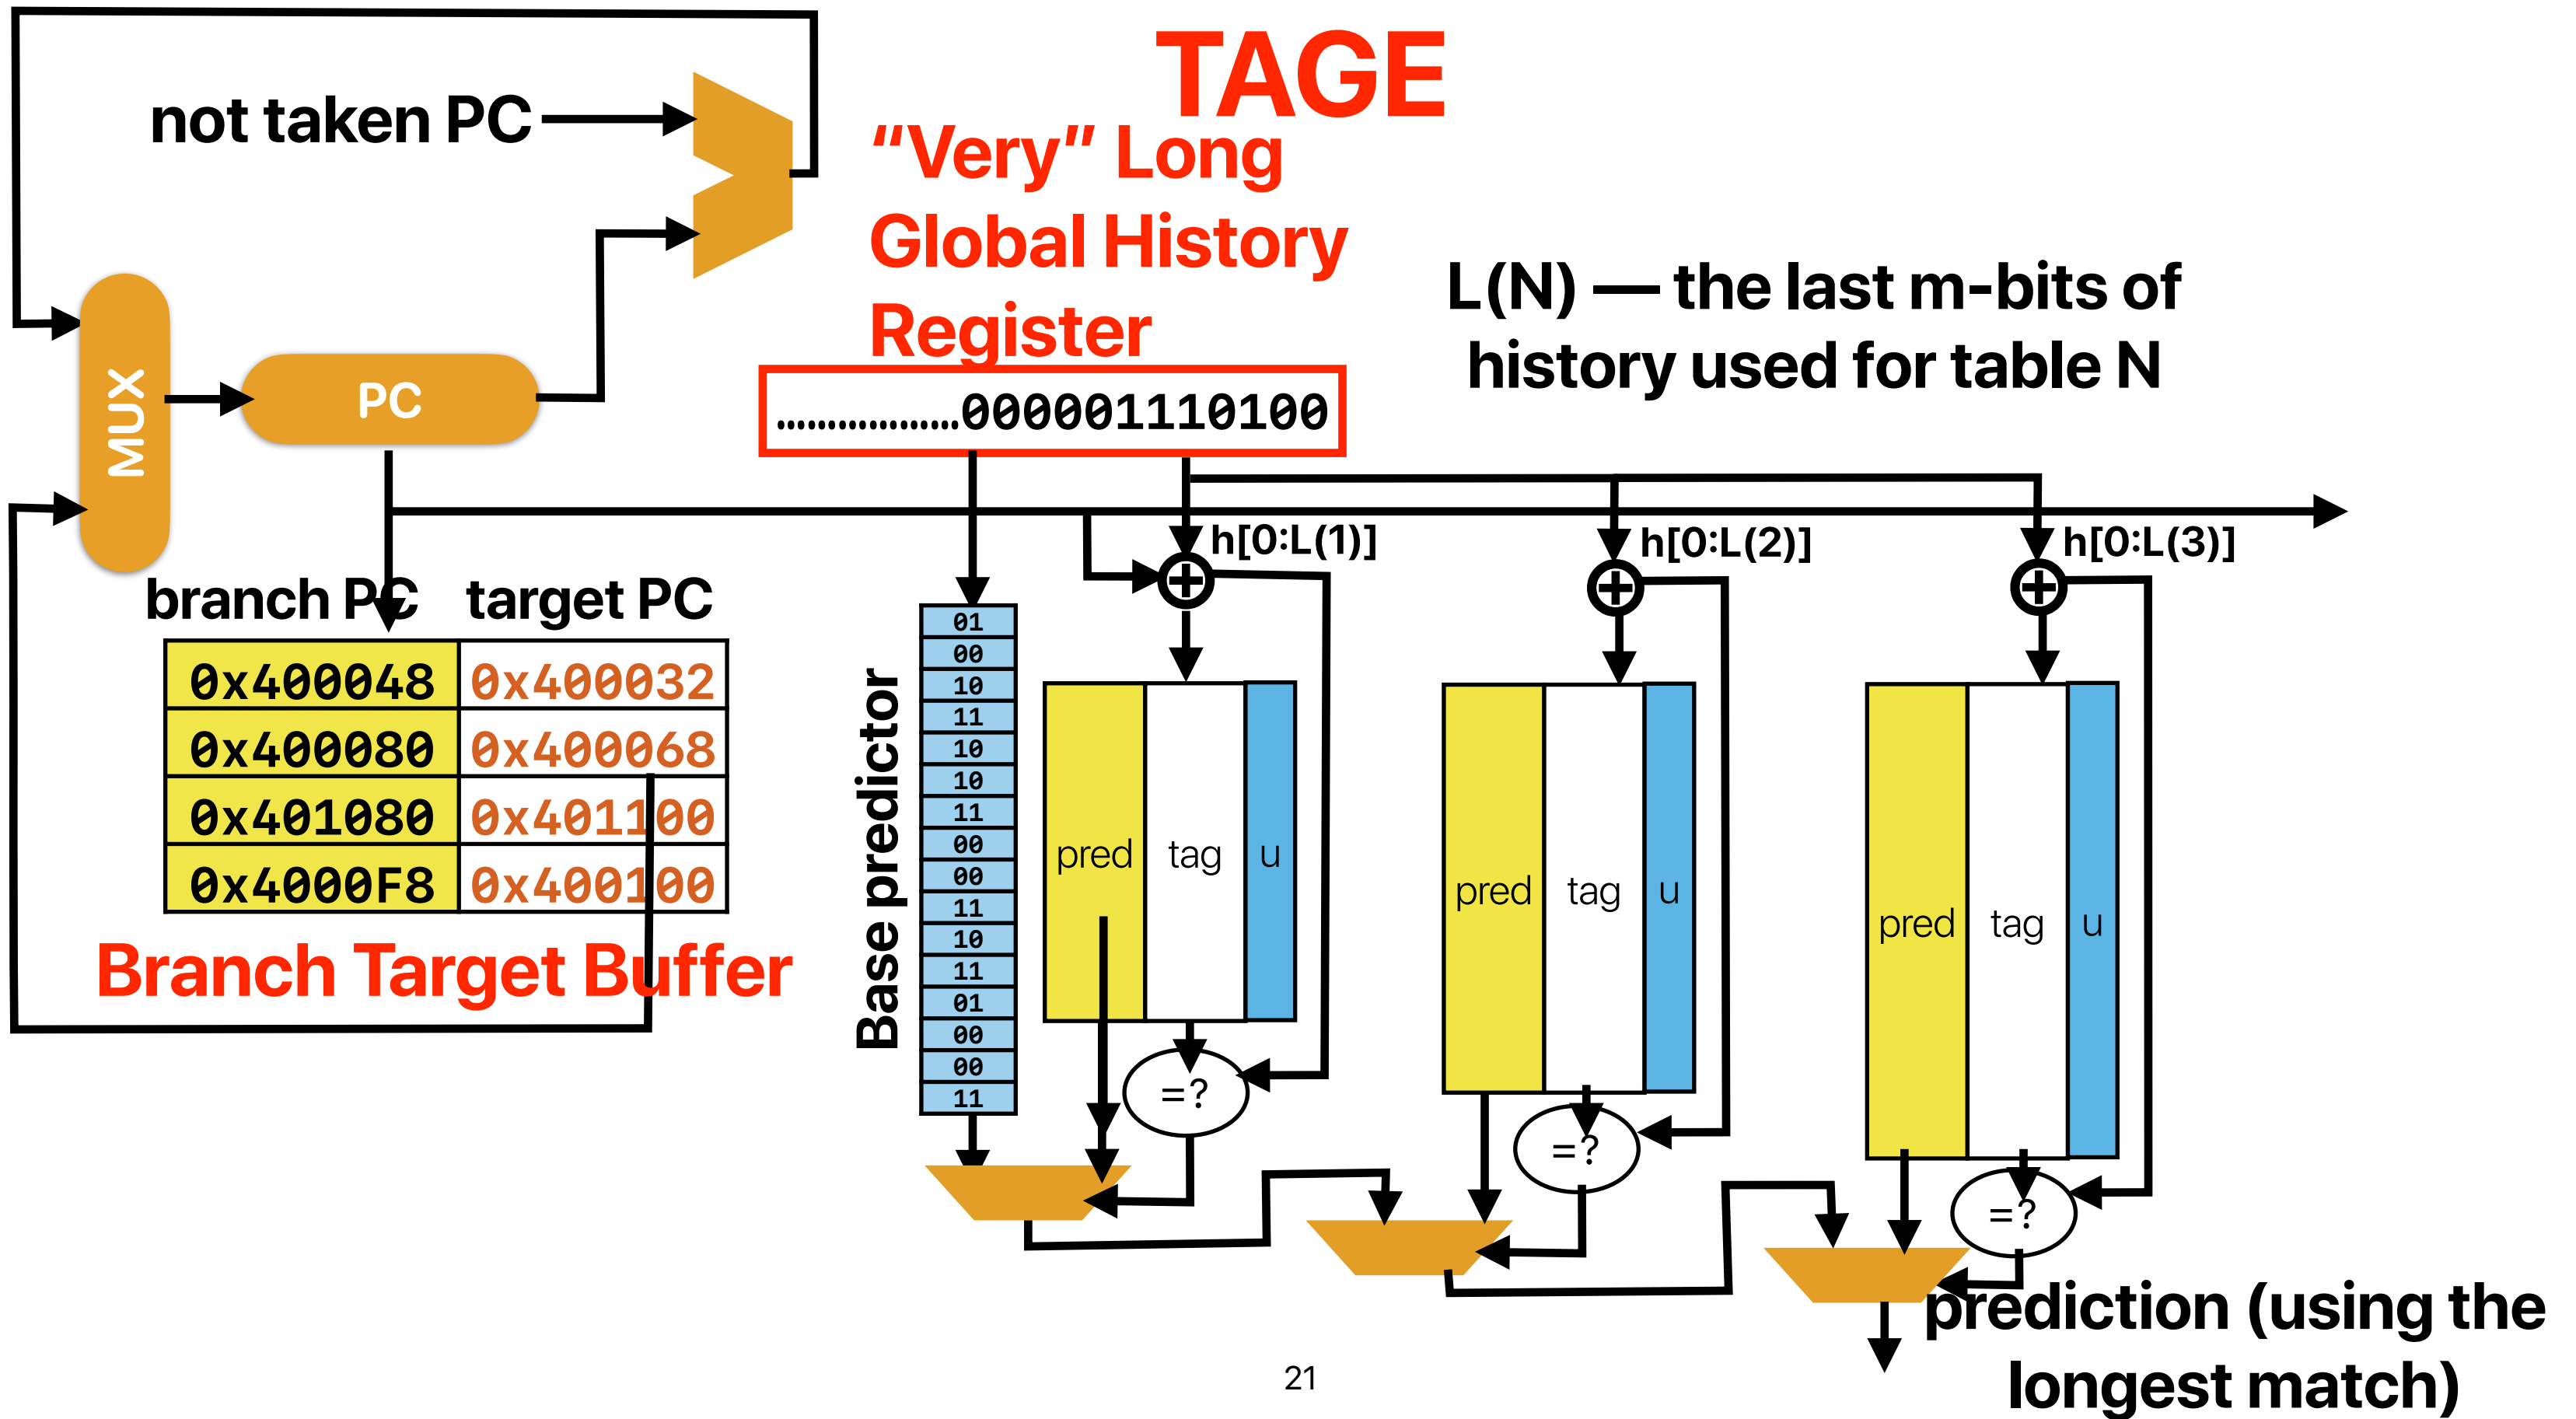 TAGE
not taken PC
“Very” Long
Global History
Register
L(N) — the last m-bits of
history used for table N
MUX
PC
..................000001110100
h[0:L(1)]
h[0:L(2)]
h[0:L(3)]
branch PC target PC
0x400048 0x400032
0x400080 0x400068
0x401080 0x401100
0x4000F8 0x400100
Branch Target Buffer
Base predictor
01
00
10
11
10
10
11
00
00
11
10
11
01
00
00
11
pred tag u
=?
pred tag u
=?
pred tag u
=?
prediction (using the
longest match)
21